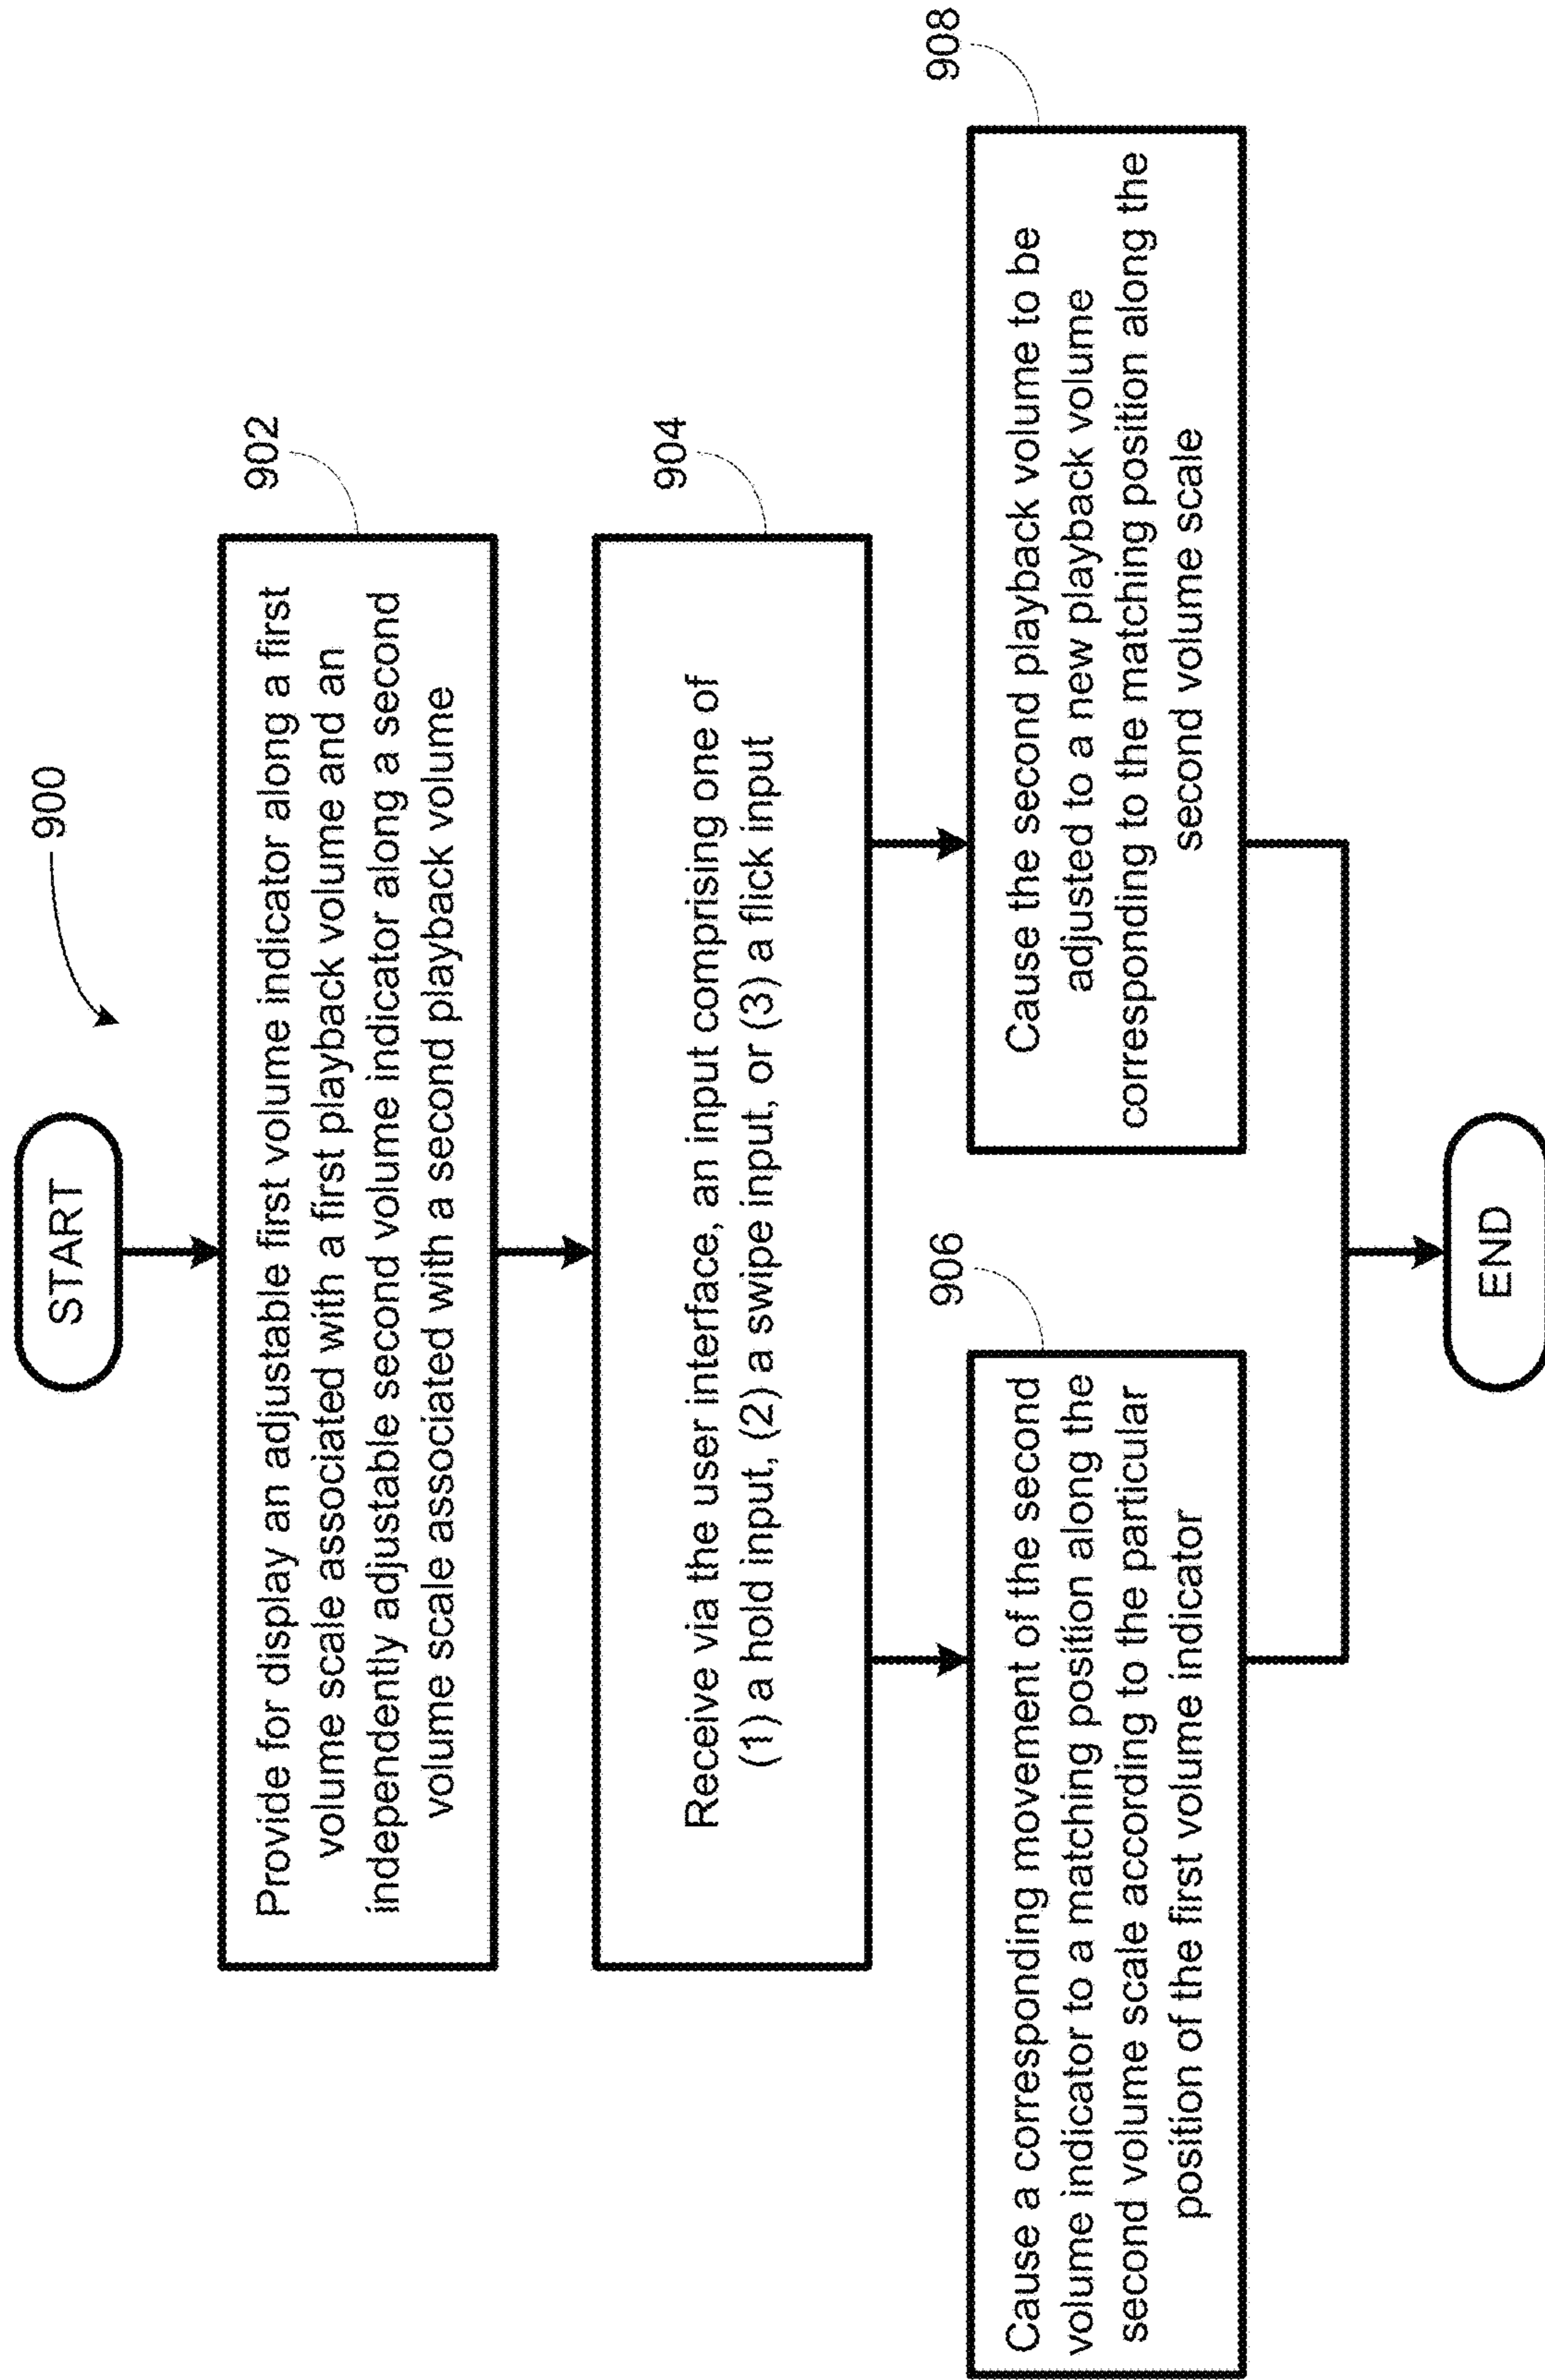 900
START
902
Provide for display an adjustable first volume indicator along a first
volume scale associated with a first playback volume and an
independently adjustable second volume indicator along a second
volume scale associated with a second playback volume
904
Receive via the user interface, an input comprising one of
(1) a hold input, (2) a swipe input, or (3) a flick input
906
Cause a corresponding movement of the second
volume indicator to a matching position along the
second volume scale according to the particular
position of the first volume indicator
908
Cause the second playback volume to be
adjusted to a new playback volume
corresponding to the matching position along the
second volume scale
END